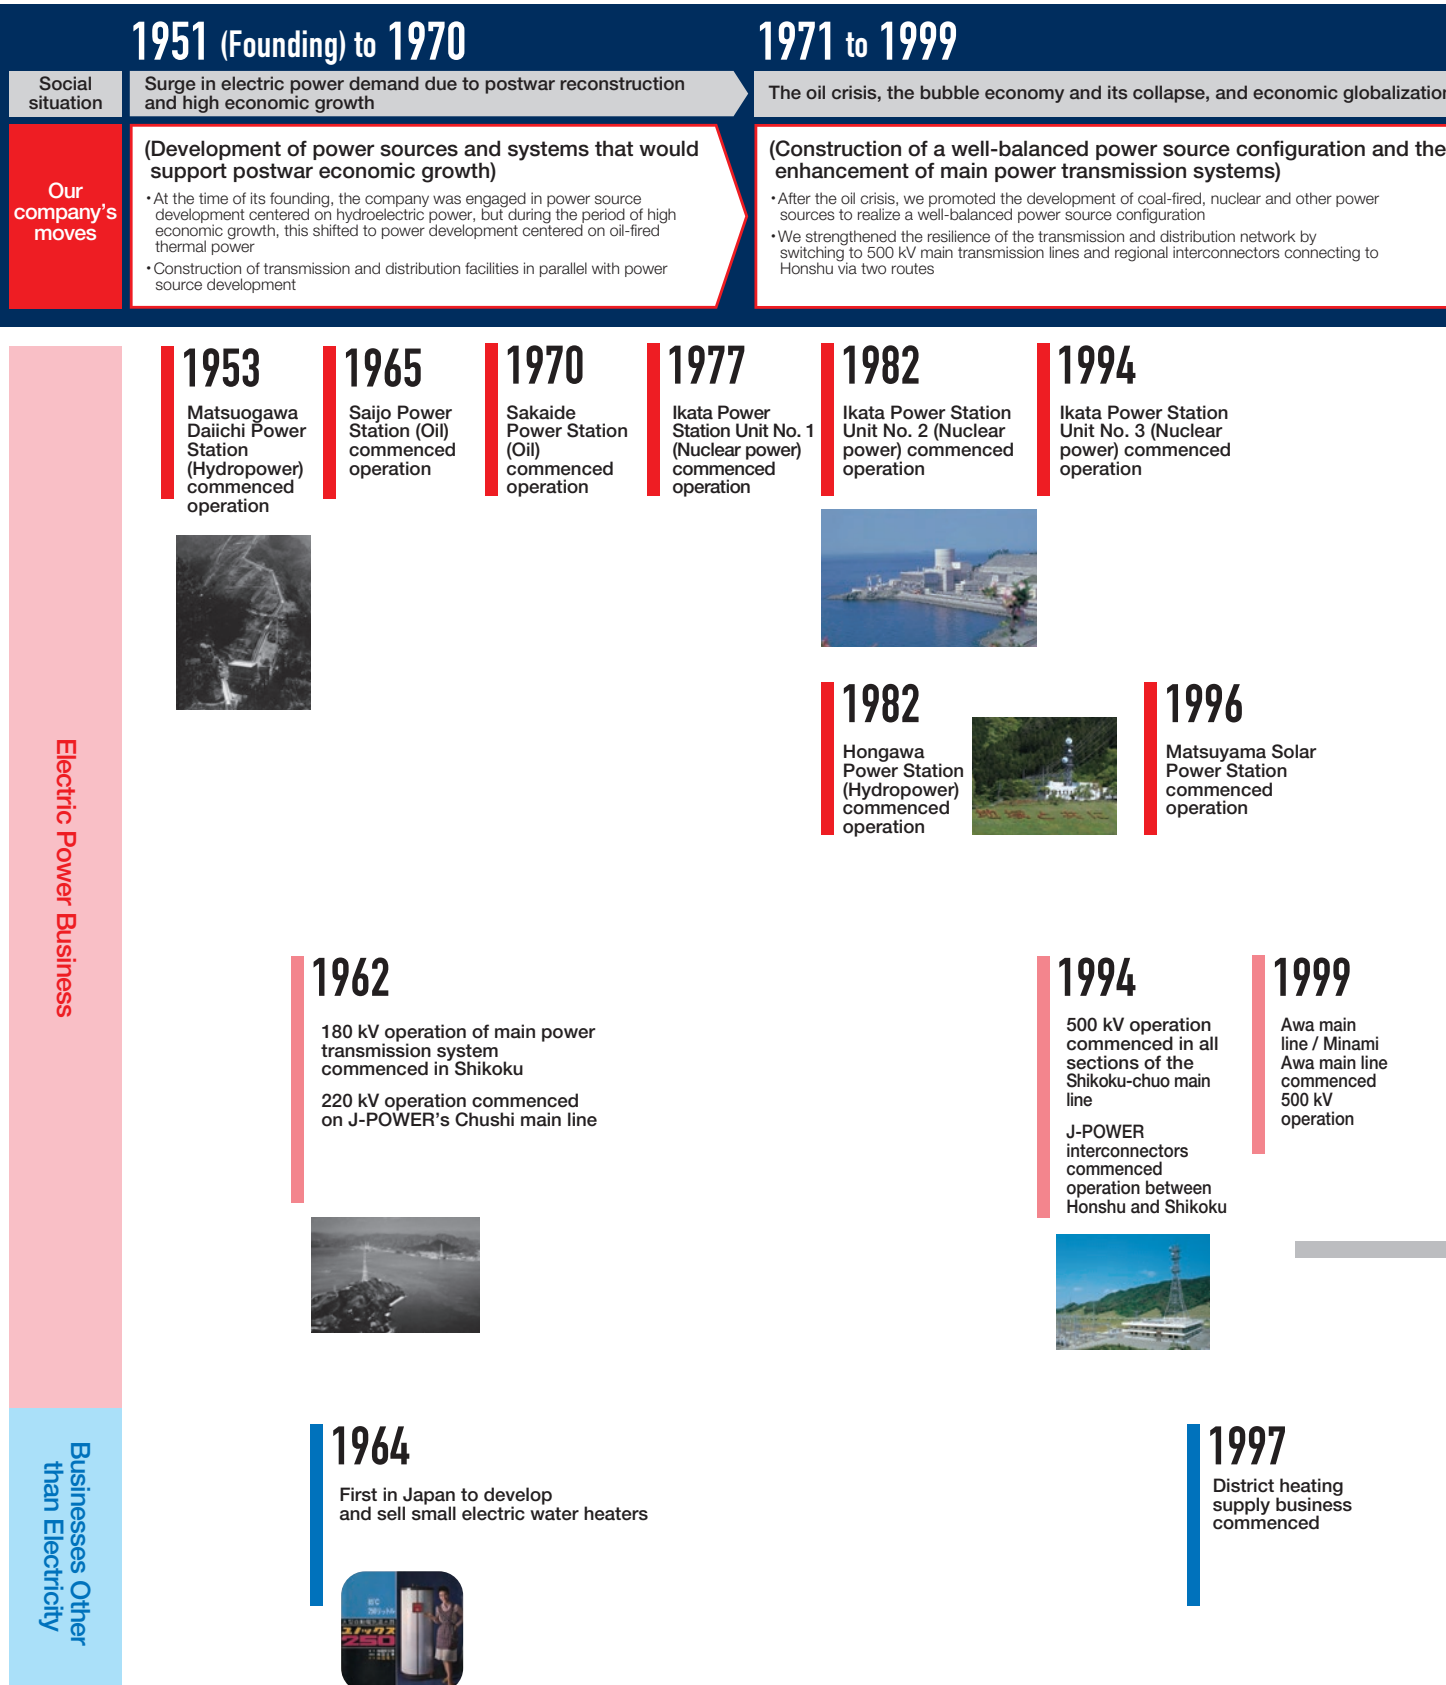 1951 (Founding) to 1970
1971 to 1999
Social
situation
Surge in electric power demand due to postwar reconstruction
and high economic growth
The oil crisis, the bubble economy and its collapse, and economic globalization
Our
company's
moves
(Development of power sources and systems that would
support postwar economic growth)
・At the time of its founding, the company was engaged in power source
development centered on hydroelectric power, but during the period of high
economic growth, this shifted to power development centered on oil-fired
thermal power
・Construction of transmission and distribution facilities in parallel with power
source development
(Construction of a well-balanced power source configuration and the
enhancement of main power transmission systems)
・After the oil crisis, we promoted the development of coal-fired, nuclear and other power
sources to realize a well-balanced power source configuration
・We strengthened the resilience of the transmission and distribution network by
switching to 500 kV main transmission lines and regional interconnectors connecting to
Honshu via two routes
Electric Power Business
1953
Matsuogawa
Daiichi Power
Station
(Hydropower)
commenced
operation
1965
Saijo Power
Station (Oil)
commenced
operation
1970
Sakaide
Power Station
(Oil)
commenced
operation
1977
Ikata Power
Station Unit No. 1
(Nuclear power)
commenced
operation
1982
Ikata Power Station
Unit No. 2 (Nuclear
power) commenced
operation
1994
Ikata Power Station
Unit No. 3 (Nuclear
power) commenced
operation
1982
Hongawa
Power Station
(Hydropower)
commenced
operation
1996
Matsuyama Solar
Power Station
commenced
operation
1962
180 kV operation of main power
transmission system
commenced in Shikoku
220 kV operation commenced
on J-POWER's Chushi main line
1994
500 kV operation
commenced in all
sections of the
Shikoku-chuo main
line
J-POWER
interconnectors
commenced
operation between
Honshu and Shikoku
1999
Awa main
line / Minami
Awa main line
commenced
500 kV
operation
Businesses Other
than Electricity
1964
First in Japan to develop
and sell small electric water heaters
ユノックス
250
1997
District heating
supply business
commenced